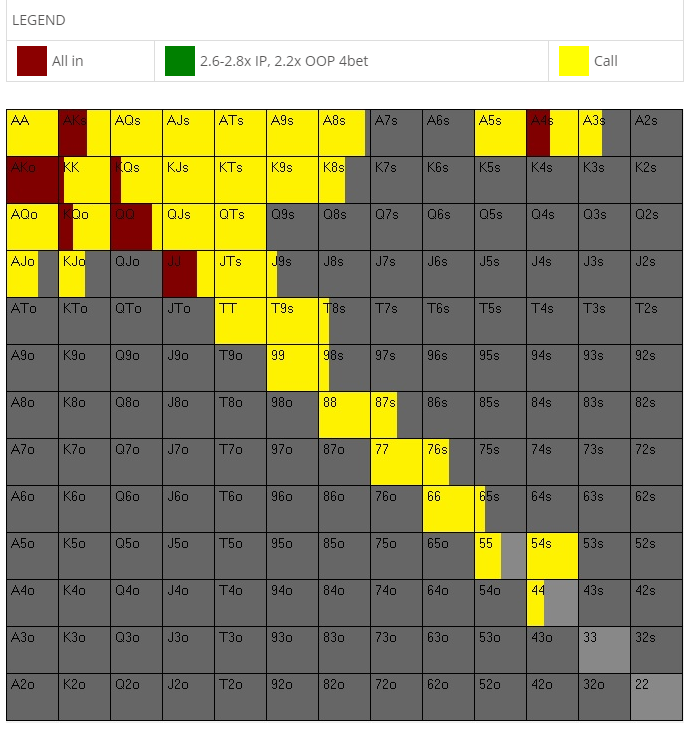 LEGEND
All in 2.6-2.8x IP, 2.2x OOP 4bet Call
AA AKs AQs AJs ATs A9s A8s A7s A6s A5s A4s A3s A2s
AKo KK KQs KJs KTs K9s K8s K7s K6s K5s K4s K3s K2s
AQo KQo QQ QJs QTs Q9s Q8s Q7s Q6s Q5s Q4s Q3s Q2s
AJo KJo QJo JJ JTs J9s J8s J7s J6s J5s J4s J3s J2s
ATo KTo QTo JTo TT T9s T8s T7s T6s T5s T4s T3s T2s
A9o K9o Q9o J9o T9o 99 98s 97s 96s 95s 94s 93s 92s
A8o K8o Q8o J8o T8o 98o 88 87s 86s 85s 84s 83s 82s
A7o K7o Q7o J7o T7o 97o 87o 77 76s 75s 74s 73s 72s
A6o K6o Q6o J6o T6o 96o 86o 76o 66 65s 64s 63s 62s
A5o K5o Q5o J5o T5o 95o 85o 75o 65o 55 54s 53s 52s
A4o K4o Q4o J4o T4o 94o 84o 74o 64o 54o 44 43s 42s
A3o K3o Q3o J3o T3o 93o 83o 73o 63o 53o 43o 33 32s
A2o K2o Q2o J2o T2o 92o 82o 72o 62o 52o 42o 32o 22